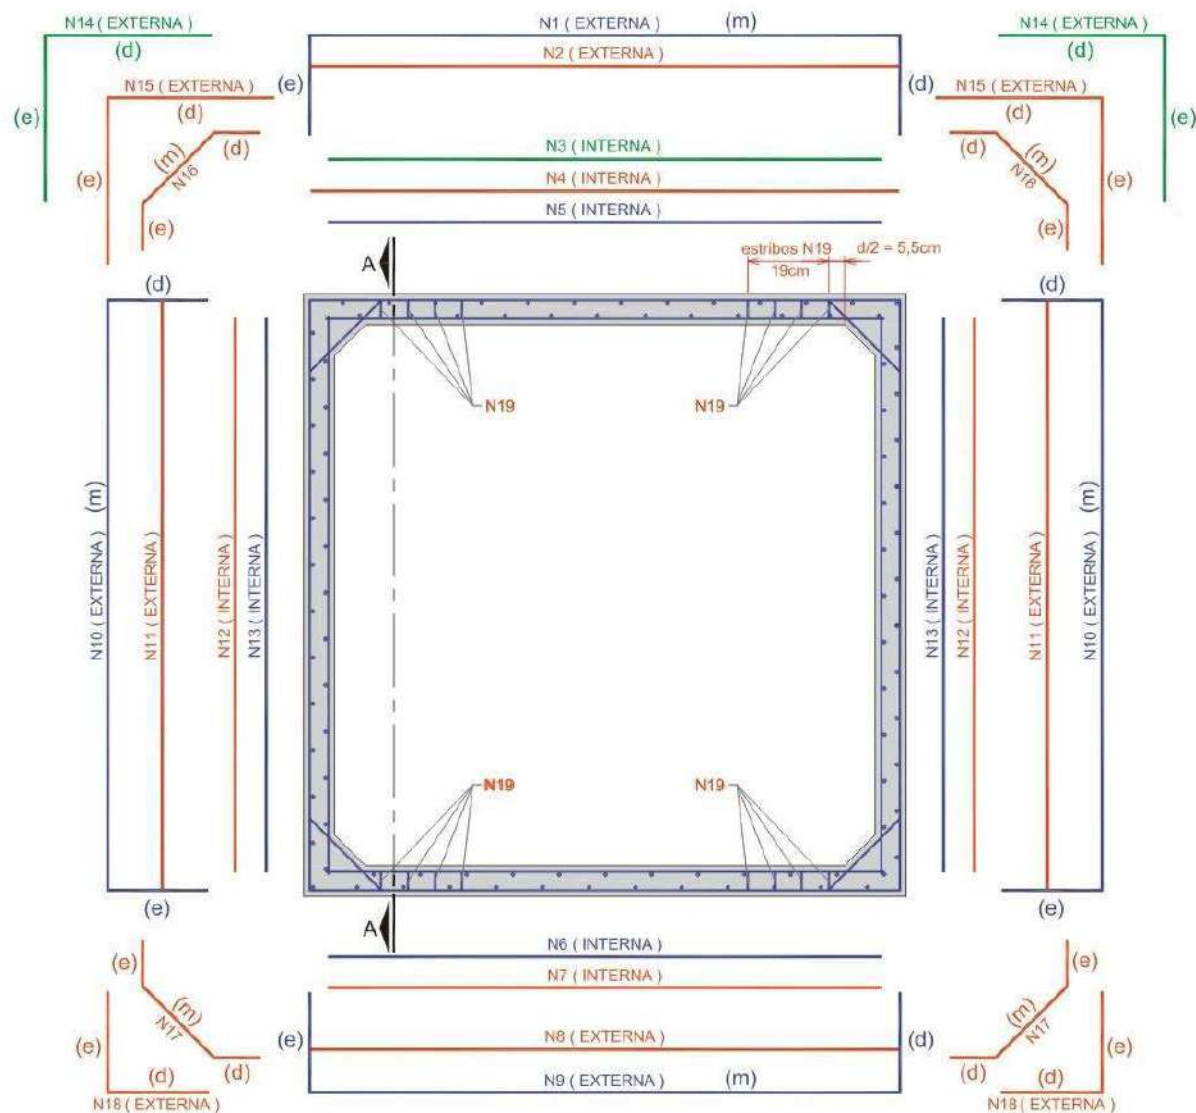 N14 ( EXTERNA )
(d)
(e)
N1 ( EXTERNA )
(m)
N2 ( EXTERNA )
(e)
(d)
N14 ( EXTERNA )
(d)
(e)
N15 ( EXTERNA )
(d)
(e)
(m)
N16
(d)
(e)
N3 ( INTERNA )
N4 ( INTERNA )
N5 ( INTERNA )
N15 ( EXTERNA )
(d)
(e)
(m)
N16
(d)
(e)
A
estribos N19
19cm
d/2 = 5,5cm
(d)
N10 ( EXTERNA )
(m)
N11 ( EXTERNA )
N12 ( INTERNA )
N13 ( INTERNA )
(e)
N19
N19
N19
N19
(d)
N13 ( INTERNA )
N12 ( INTERNA )
N11 ( EXTERNA )
N10 ( EXTERNA )
(m)
(e)
A
N6 ( INTERNA )
N7 ( INTERNA )
(e)
N8 ( EXTERNA )
(d)
N9 ( EXTERNA )
(m)
(e)
(m)
N17
(d)
(e)
(d)
N18 ( EXTERNA )
(e)
(m)
N17
(d)
(e)
(d)
N18 ( EXTERNA )